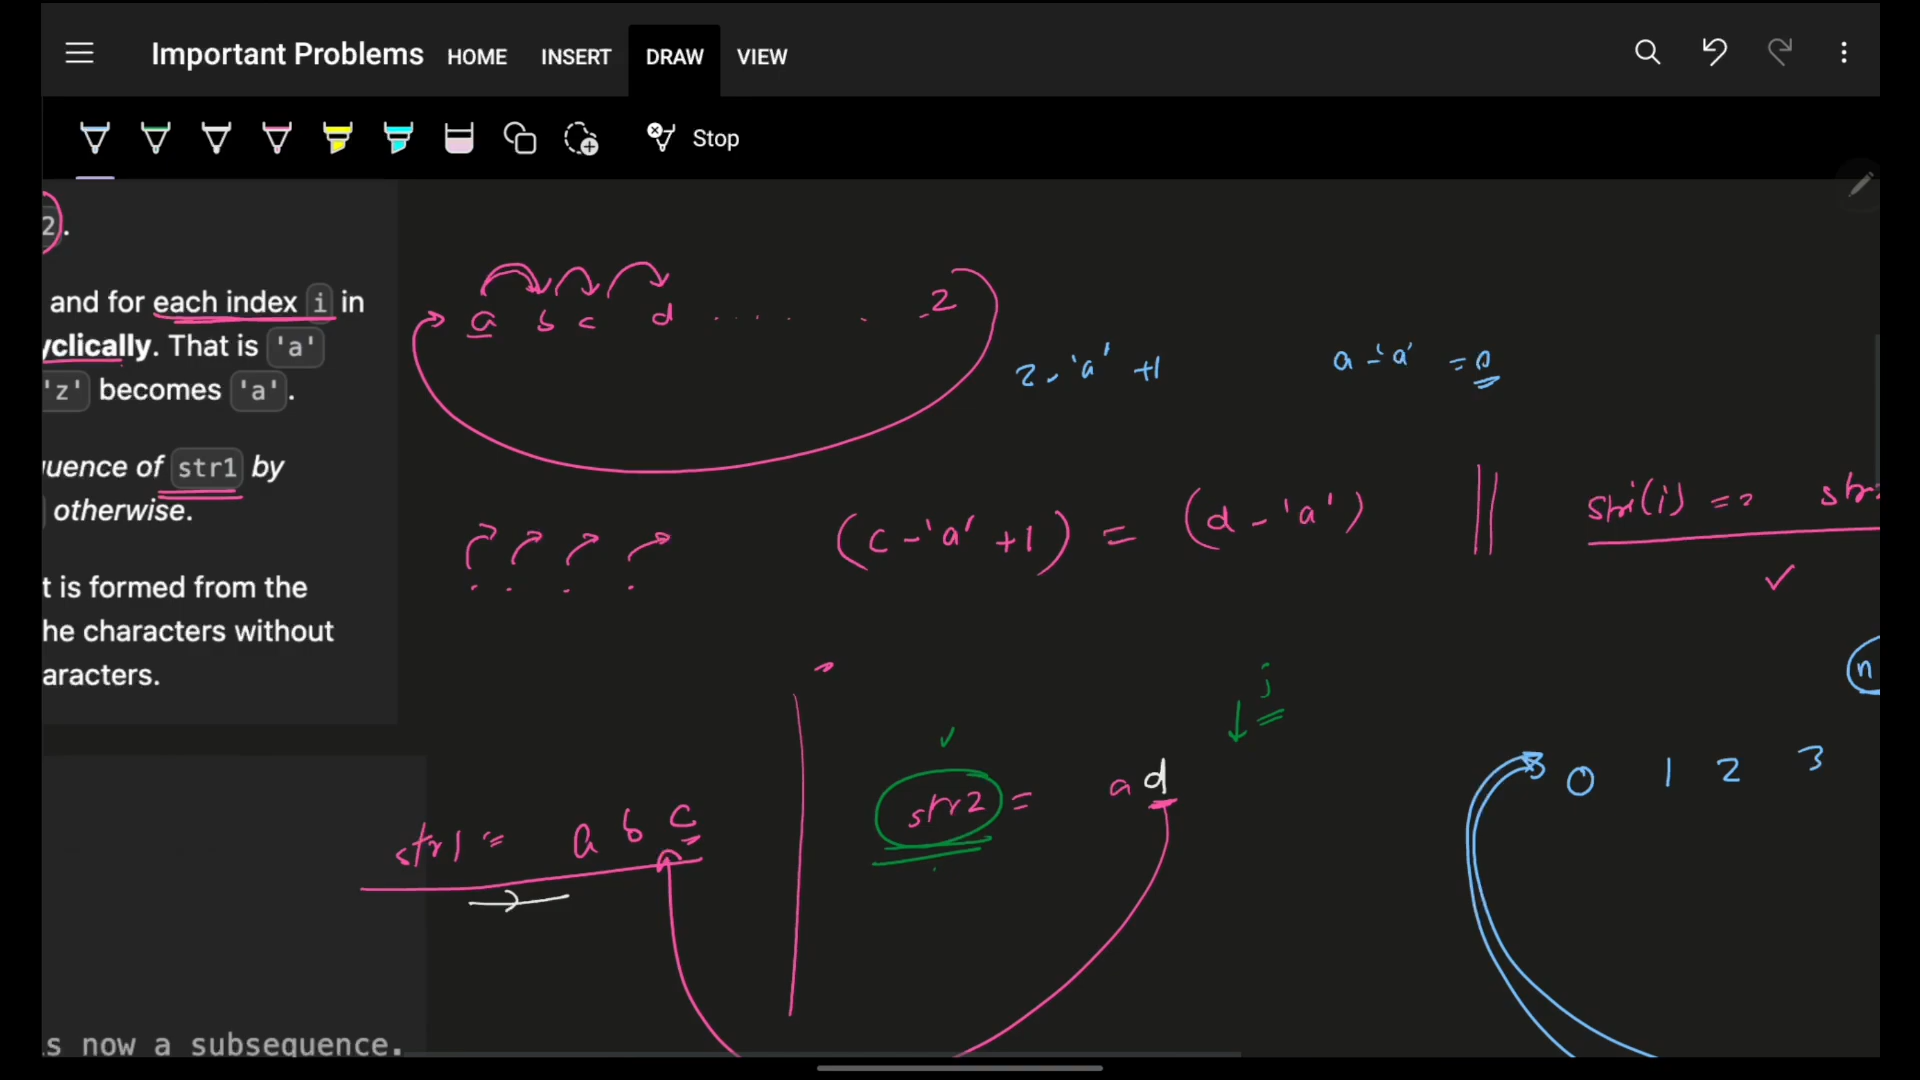 Important Problems HOME INSERT DRAW VIEW
Stop
2.
and for each index i in
yclically. That is 'a'
'z' becomes 'a'.
uence of str1 by
otherwise.
t is formed from the
he characters without
aracters.
s now a subsequence.
a b c d . . . . . . z
z - 'a' + 1
a - 'a' = 0
(c - 'a' + 1) = (d - 'a')
str1(i) ==
j
n
str1 = a b c
str2 = a d
0 1 2 3